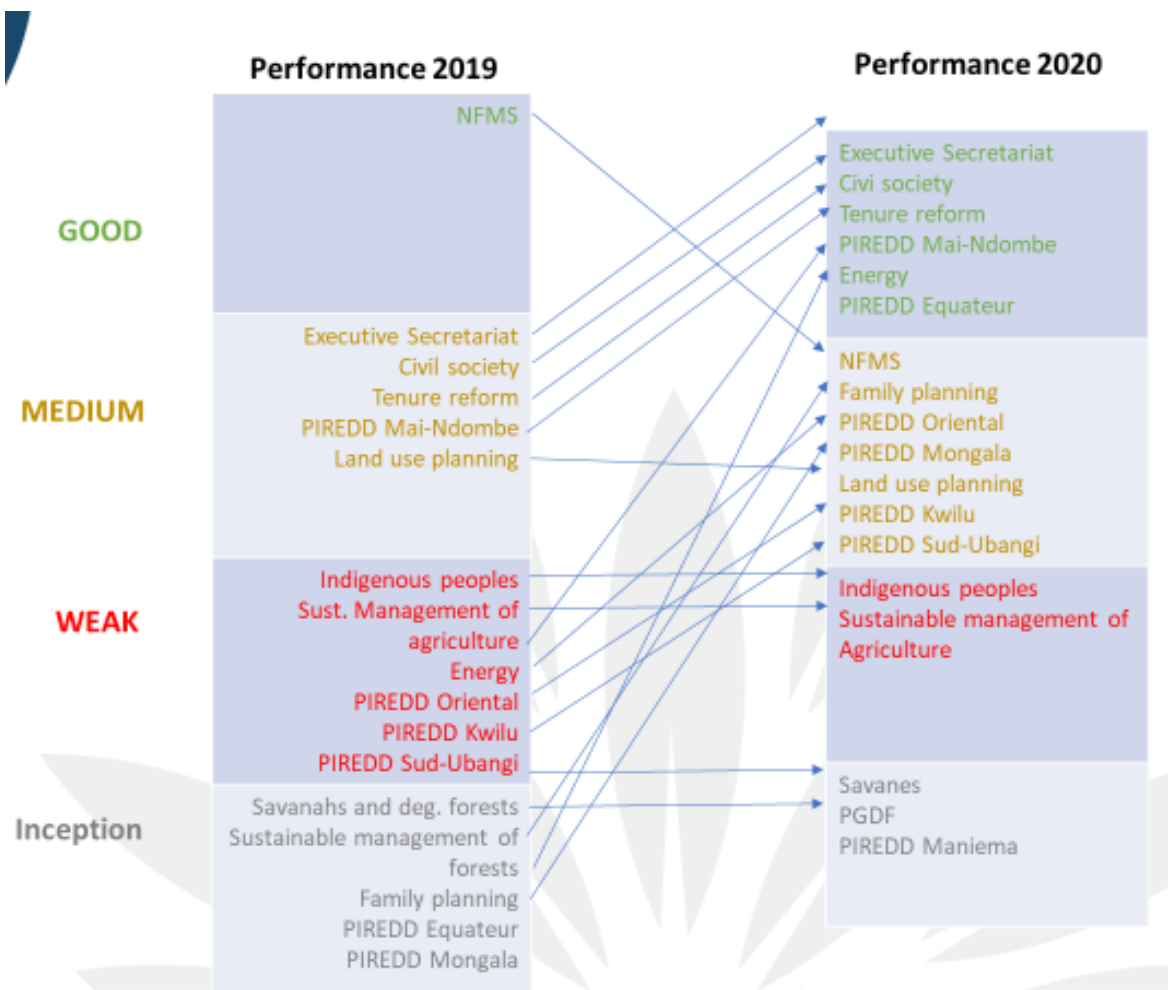 Performance 2019
Performance 2020
GOOD
NFMS
MEDIUM
Executive Secretariat
Civil society
Tenure reform
PIREDD Mai-Ndombe
Land use planning
WEAK
Indigenous peoples
Sust. Management of
agriculture
Energy
PIREDD Oriental
PIREDD Kwilu
PIREDD Sud-Ubangi
Inception
Savanahs and deg. forests
Sustainable management of
forests
Family planning
PIREDD Equateur
PIREDD Mongala
Executive Secretariat
Civi society
Tenure reform
PIREDD Mai-Ndombe
Energy
PIREDD Equateur
NFMS
Family planning
PIREDD Oriental
PIREDD Mongala
Land use planning
PIREDD Kwilu
PIREDD Sud-Ubangi
Indigenous peoples
Sustainable management of
Agriculture
Savanes
PGDF
PIREDD Maniema